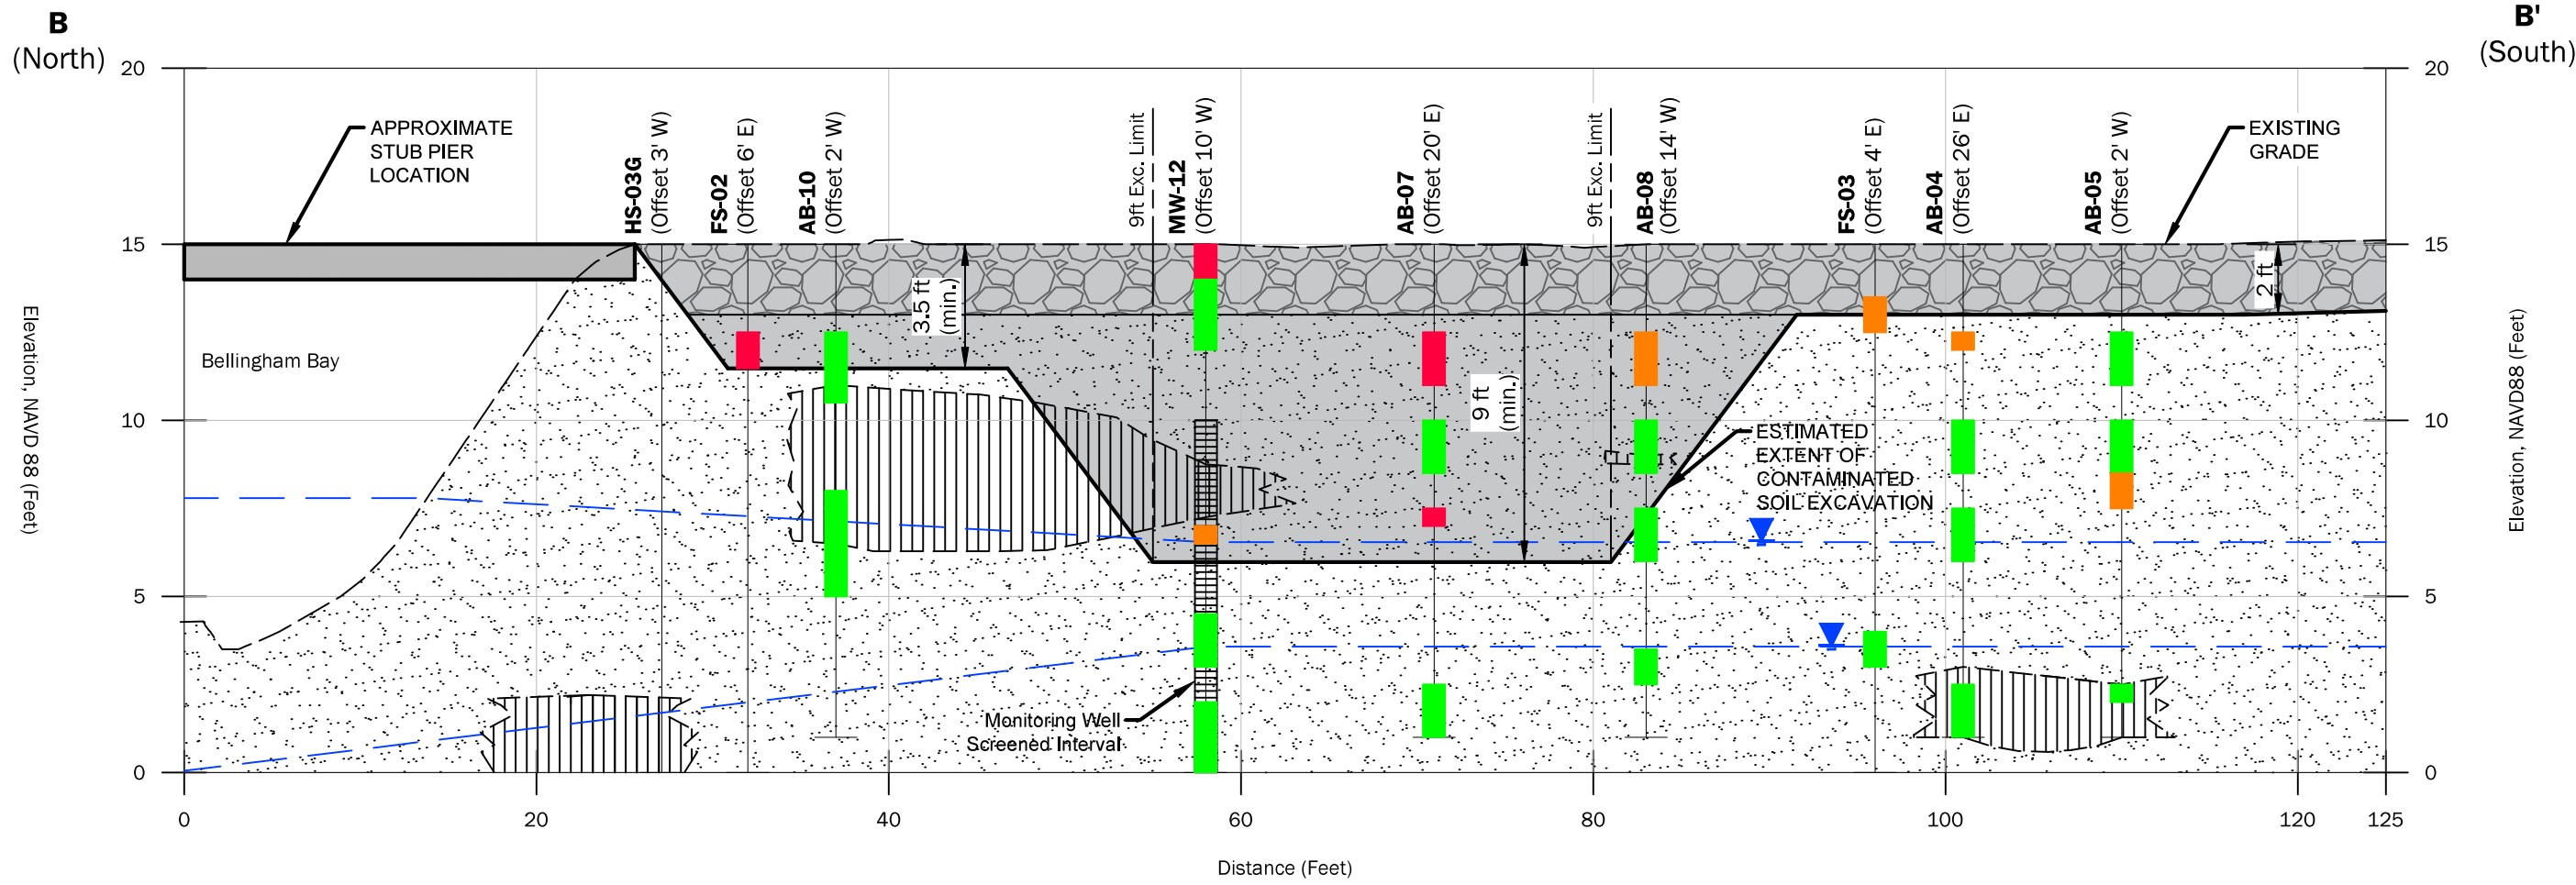 B
(North)
B'
(South)
20
15
10
5
0
20
15
10
5
0
Elevation, NAVD 88 (Feet)
Elevation, NAVD88 (Feet)
APPROXIMATE
STUB PIER
LOCATION
Bellingham Bay
HS-03G
(Offset 3' W)
FS-02
(Offset 6' E)
AB-10
(Offset 2' W)
9ft Exc. Limit
MW-12
(Offset 10' W)
AB-07
(Offset 20' E)
9ft Exc. Limit
AB-08
(Offset 14' W)
FS-03
(Offset 4' E)
AB-04
(Offset 26' E)
AB-05
(Offset 2' W)
EXISTING
GRADE
3.5 ft
(min.)
9 ft
(min.)
2 ft
ESTIMATED
EXTENT OF
CONTAMINATED
SOIL EXCAVATION
Monitoring Well
Screened Interval
0
20
40
60
80
100
120
125
Distance (Feet)